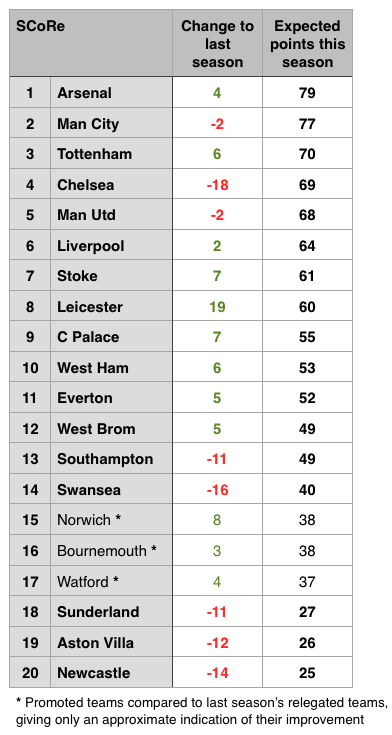 SCoRe Change to last season Expected points this season
1 Arsenal 4 79
2 Man City -2 77
3 Tottenham 6 70
4 Chelsea -18 69
5 Man Utd -2 68
6 Liverpool 2 64
7 Stoke 7 61
8 Leicester 19 60
9 C Palace 7 55
10 West Ham 6 53
11 Everton 5 52
12 West Brom 5 49
13 Southampton -11 49
14 Swansea -16 40
15 Norwich * 8 38
16 Bournemouth * 3 38
17 Watford * 4 37
18 Sunderland -11 27
19 Aston Villa -12 26
20 Newcastle -14 25
* Promoted teams compared to last season's relegated teams,
giving only an approximate indication of their improvement